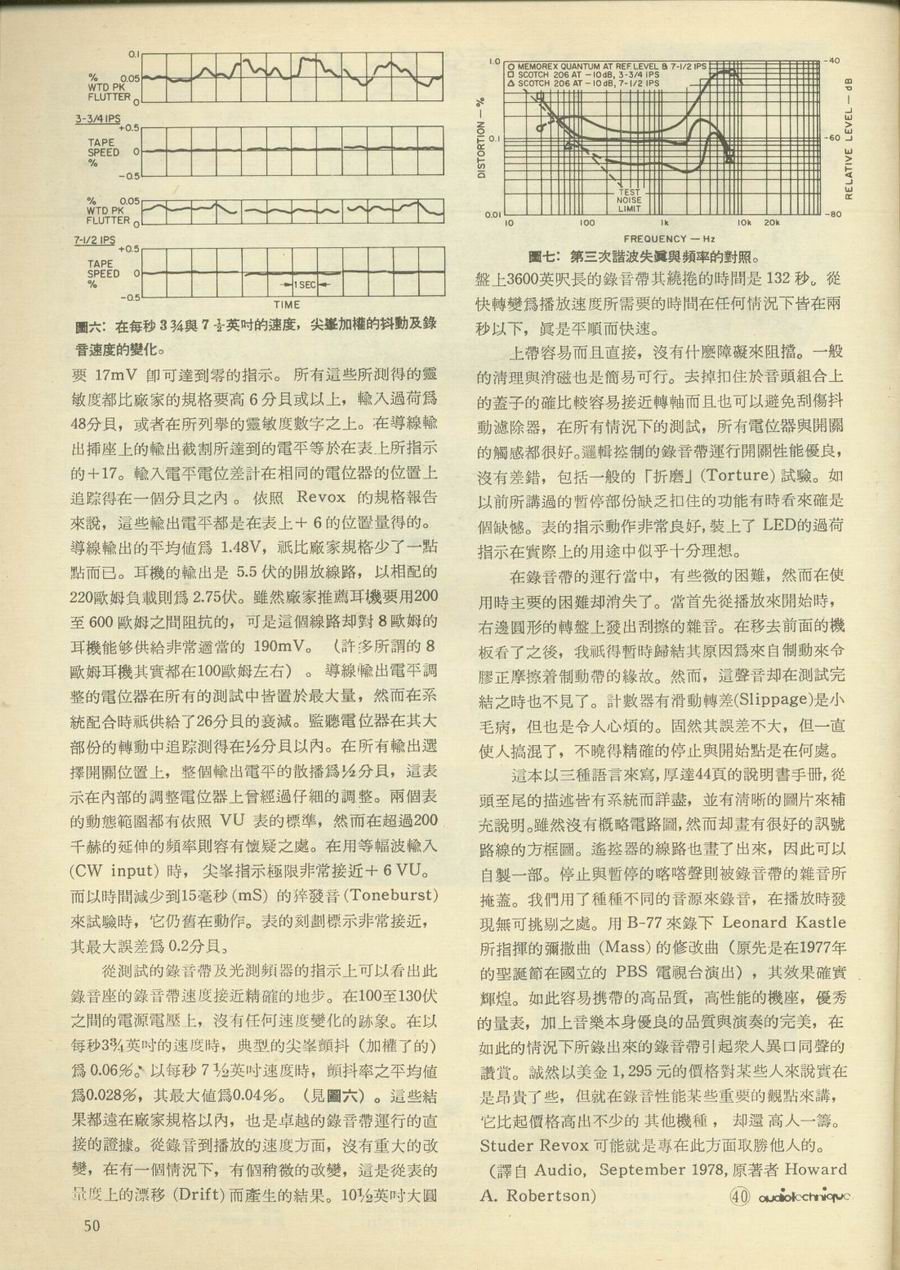 0.1
% 0.05
WTD PK
FLUTTER 0
3-3/4 IPS
+0.5
TAPE
SPEED 0
%
-0.5
% 0.05
WTD PK
FLUTTER 0
7-1/2 IPS
+0.5
TAPE
SPEED 0
%
-0.5
1 SEC
TIME
圖六：在每秒 3 ¾與 7 ½英吋的速度，尖峯加權的抖動及錄
音速度的變化。
要 17mV 即可達到零的指示。 所有這些所測得的靈
敏度都比廠家的規格要高 6 分貝或以上，輸入過荷爲
48分貝，或者在所列擧的靈敏度數字之上。在導線輸
出揷座上的輸出截割所達到的電平等於在表上所指示
的＋17。輸入電平電位差計在相同的電位器的位置上
追踪得在一個分貝之內 。 依照 Revox 的規格報告
來說，這些輸出電平都是在表上＋ 6 的位置量得的。
導線輸出的平均值爲 1.48V，祇比廠家規格少了一點
點而已。耳機的輸出是 5.5 伏的開放線路，以相配的
220歐姆負載則爲 2.75伏。雖然廠家推薦耳機要用200
至 600 歐姆之間阻抗的，可是這個線路却對 8 歐姆的
耳機能够供給非常適當的 190mV。 （許多所謂的 8
歐姆耳機其實都在100歐姆左右） 。 導線輸出電平調
整的電位器在所有的測試中皆置於最大量，然而在系
統配合時祇供給了26分貝的衰減。監聽電位器在其大
部份的轉動中追踪測得在½分貝以內。在所有輸出選
擇開關位置上，整個輸出電平的散播爲½分貝，這表
示在內部的調整電位器上曾經過仔細的調整。兩個表
的動態範圍都有依照 VU 表的標準，然而在超過200
千赫的延伸的頻率則容有懷疑之處。在用等幅波輸入
(CW input) 時， 尖峯指示極限非常接近＋ 6 VU。
而以時間減少到15毫秒 (mS) 的猝發音 (Toneburst)
來試驗時，它仍舊在動作。表的刻劃標示非常接近，
其最大誤差爲 0.2分貝。
從測試的錄音帶及光測頻器的指示上可以看出此
錄音座的錄音帶速度接近精確的地步。在100至130伏
之間的電源電壓上，沒有任何速度變化的跡象。在以
每秒3¾英吋的速度時，典型的尖峯顫抖（加權了的）
爲 0.06%。以每秒 7 ½英吋速度時，顫抖率之平均值
爲0.028%，其最大值爲0.04%。（見圖六）。這些結
果都遠在廠家規格以內，也是卓越的錄音帶運行的直
接的證據。從錄音到播放的速度方面，沒有重大的改
變，在有一個情況下，有個稍微的改變，這是從表的
量度上的漂移 (Drift) 而產生的結果。10½英吋大圓
50
1.0
O MEMOREX QUANTUM AT REF. LEVEL & 7-1/2 IPS
□ SCOTCH 206 AT －10dB, 3-3/4 IPS
△ SCOTCH 206 AT －10dB, 7-1/2 IPS
DISTORTION — %
0.1
0.01
TEST
NOISE
LIMIT
-40
-60
-80
RELATIVE LEVEL — dB
10 100 1k 10k 20k
FREQUENCY — Hz
圖七：第三次諧波失眞與頻率的對照。
盤上3600英呎長的錄音帶其繞捲的時間是 132 秒。從
快轉變爲播放速度所需要的時間在任何情況下皆在兩
秒以下，眞是平順而快速。
上帶容易而且直接，沒有什麼障礙來阻擋。一般
的淸理與消磁也是簡易可行。去掉扣住於音頭組合上
的蓋子的確比較容易接近轉軸而且也可以避免刮傷抖
動濾除器，在所有情況下的測試，所有電位器與開關
的觸感都很好。邏輯控制的錄音帶運行開關性能優良，
沒有差錯，包括一般的「折磨」(Torture) 試驗。如
以前所講過的暫停部份缺乏扣住的功能有時看來確是
個缺憾。表的指示動作非常良好，裝上了 LED的過荷
指示在實際上的用途中似乎十分理想。
在錄音帶的運行當中，有些微的困難，然而在使
用時主要的困難却消失了。當首先從播放來開始時，
右邊圓形的轉盤上發出刮擦的雜音。在移去前面的機
板看了之後，我祇得暫時歸結其原因爲來自制動來令
膠正摩擦着制動帶的緣故。然而，這聲音却在測試完
結之時也不見了。計數器有滑動轉差(Slippage)是小
毛病，但也是令人心煩的。固然其誤差不大，但一直
使人搞混了，不曉得精確的停止與開始點是在何處。
這本以三種語言來寫，厚達44頁的說明書手冊，從
頭至尾的描述皆有系統而詳盡，並有淸晰的圖片來補
充說明。雖然沒有概略電路圖，然而却畫有很好的訊號
路線的方框圖。遙控器的線路也畫了出來，因此可以
自製一部。停止與暫停的喀嗒聲則被錄音帶的雜音所
掩蓋。我們用了種種不同的音源來錄音，在播放時發
現無可挑剔之處。用 B-77 來錄下 Leonard Kastle
所指揮的彌撒曲 (Mass) 的修改曲（原先是在1977年
的聖誕節在國立的 PBS 電視台演出），其效果確實
輝煌。如此容易携帶的高品質，高性能的機座，優秀
的量表，加上音樂本身優良的品質與演奏的完美，在
如此的情況下所錄出來的錄音帶引起衆人異口同聲的
讚賞。誠然以美金 1,295 元的價格對某些人來說實在
是昂貴了些，但就在錄音性能某些重要的觀點來講，
它比起價格高出不少的 其他機種 ， 却還 高人一籌。
Studer Revox 可能就是專在此方面取勝他人的。
（譯自 Audio， September 1978，原著者 Howard
A. Robertson）
㊵ audiotechnique